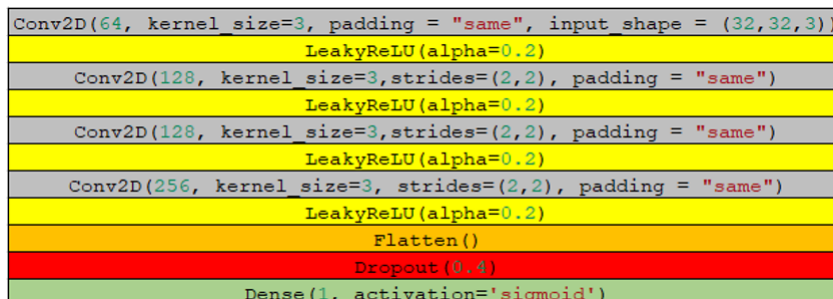 Conv2D(64, kernel_size=3, padding = "same", input_shape = (32,32,3))
LeakyReLU(alpha=0.2)
Conv2D(128, kernel_size=3,strides=(2,2), padding = "same")
LeakyReLU(alpha=0.2)
Conv2D(128, kernel_size=3,strides=(2,2), padding = "same")
LeakyReLU(alpha=0.2)
Conv2D(256, kernel_size=3, strides=(2,2), padding = "same")
LeakyReLU(alpha=0.2)
Flatten()
Dropout(0.4)
Dense(1, activation='sigmoid')